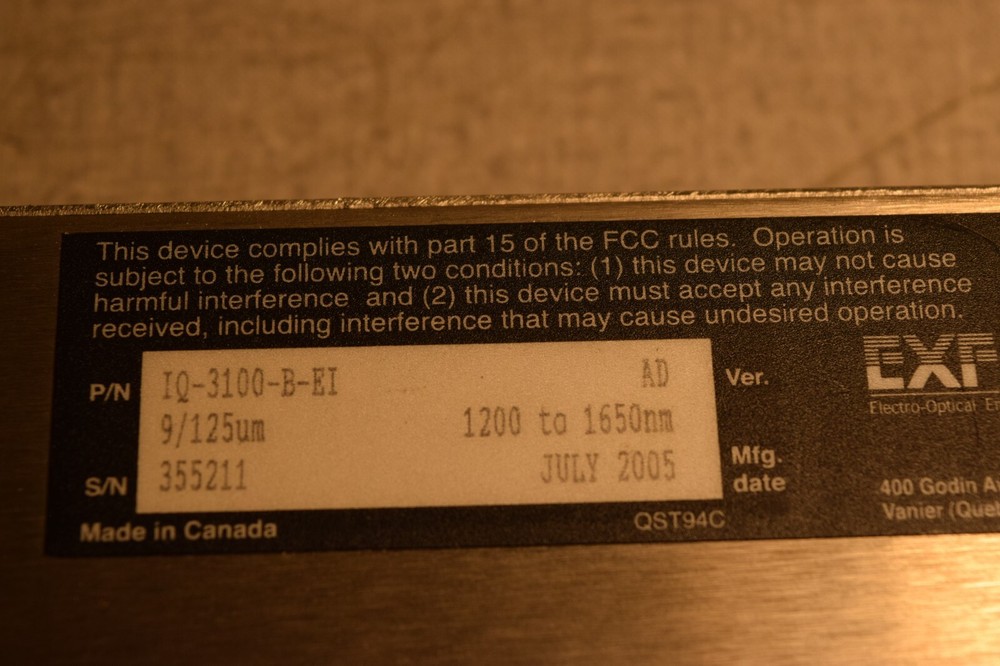 This device complies with part 15 of the FCC rules. Operation is
subject to the following two conditions: (1) this device may not cause
harmful interference and (2) this device must accept any interference
received, including interference that may cause undesired operation.
P/N IQ-3100-B-EI AD Ver.
9/125um 1200 to 1650nm
S/N 355211 JULY 2005 Mfg. date
Made in Canada QST94C
EXF
Electro-Optical E
400 Godin A
Vanier (Que